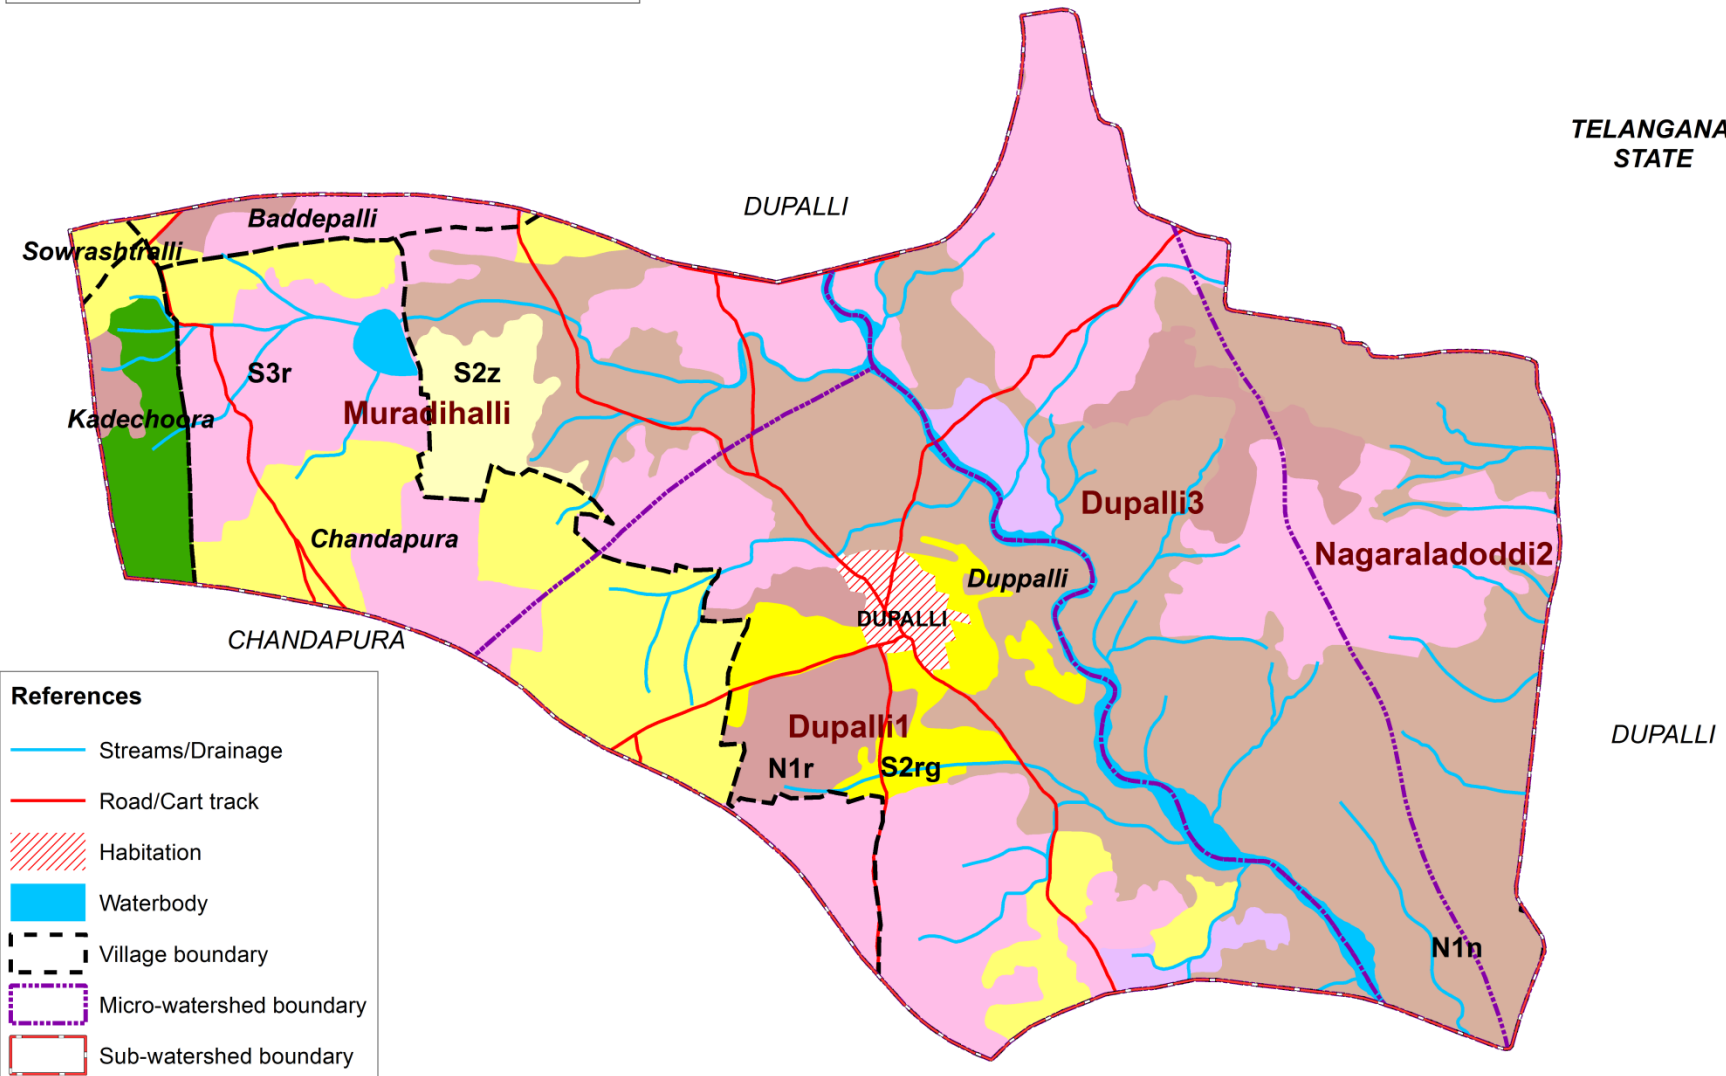 TELANGANA
STATE
DUPALLI
Baddepalli
Sowrashtralli
S3r
S2z
Muradihalli
Kadechoora
Dupalli3
Chandapura
Nagaraladoddi2
Duppalli
DUPALLI
CHANDAPURA
Dupalli1
DUPALLI
N1r
S2rg
N1n
References
Streams/Drainage
Road/Cart track
Habitation
Waterbody
Village boundary
Micro-watershed boundary
Sub-watershed boundary